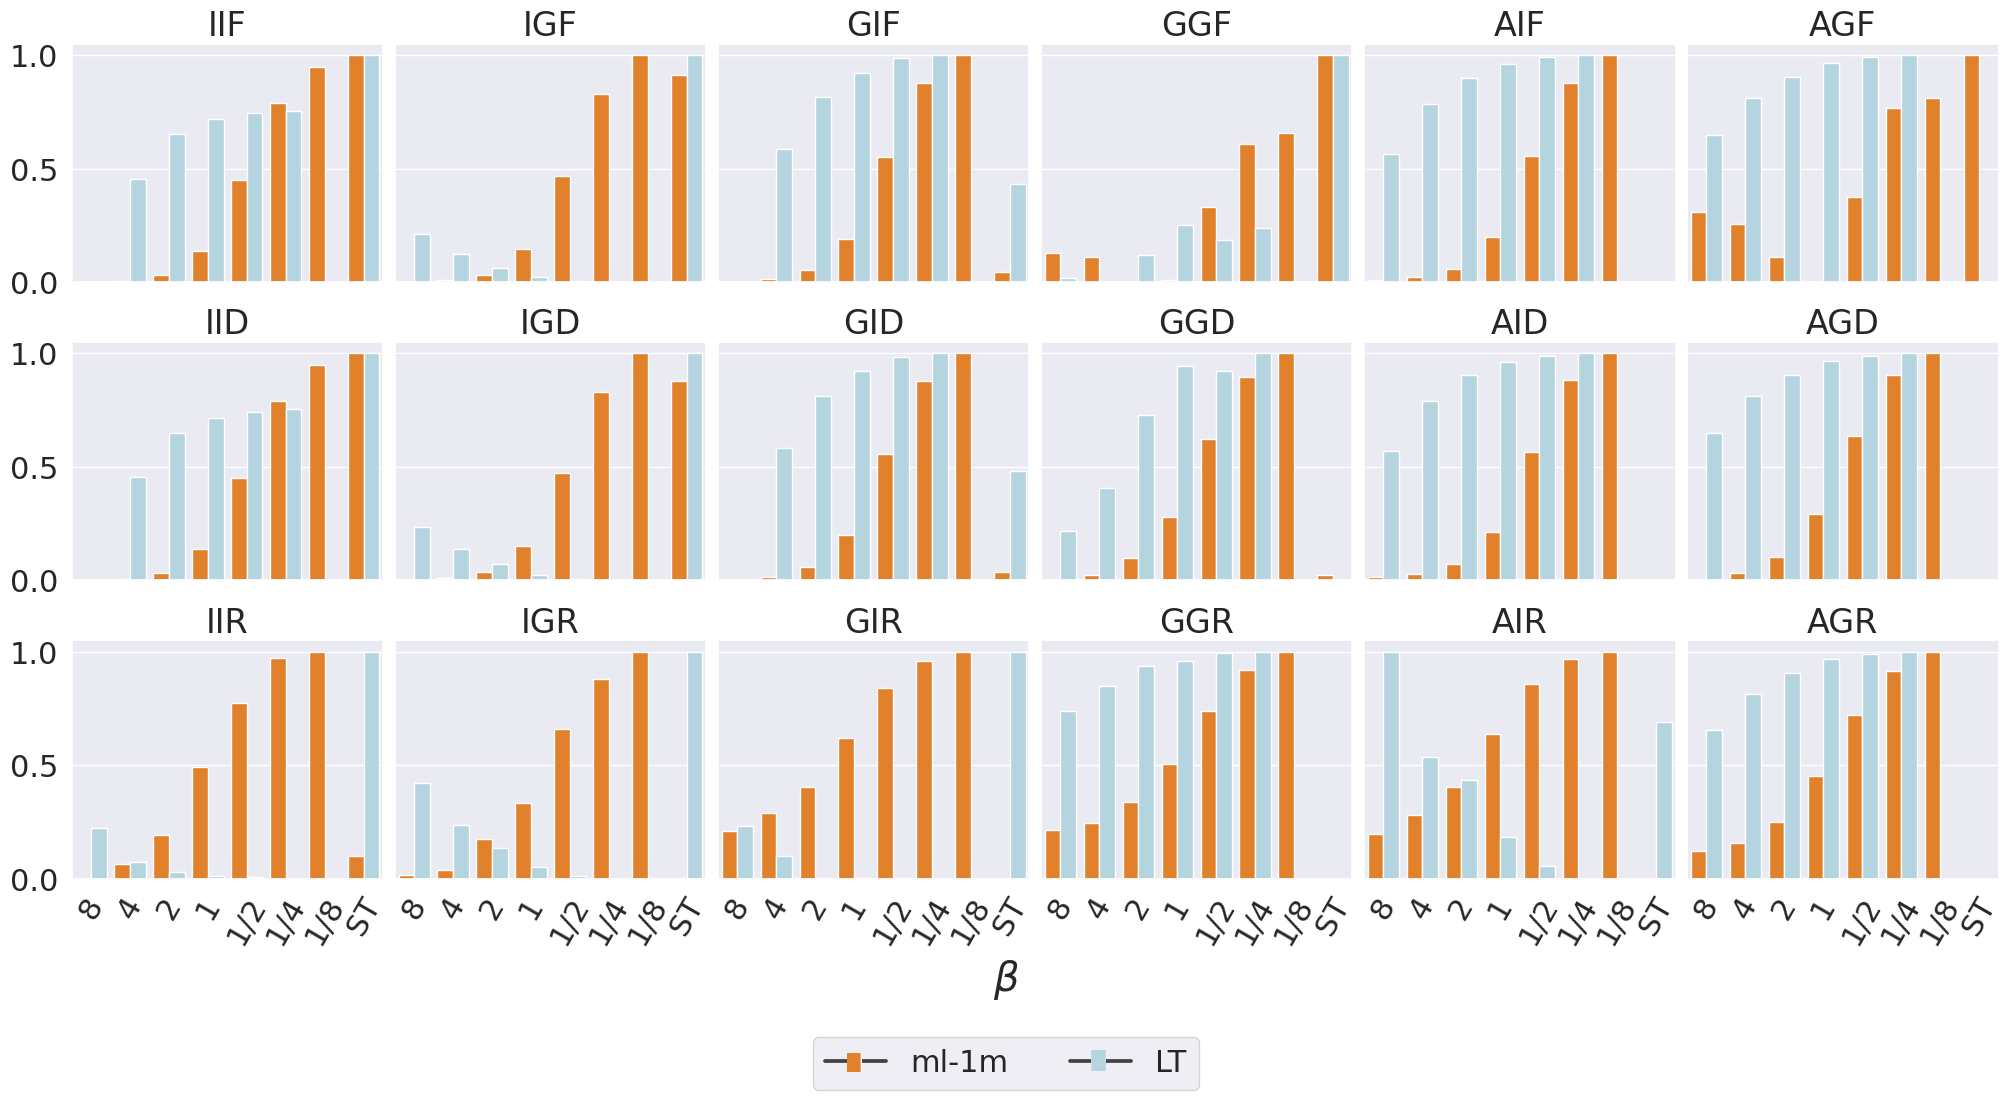 IIF IGF GIF GGF AIF AGF
1.0
0.5
0.0
IID IGD GID GGD AID AGD
1.0
0.5
0.0
IIR IGR GIR GGR AIR AGR
1.0
0.5
0.0
8 4 2 1 1/2 1/4 1/8 ST 8 4 2 1 1/2 1/4 1/8 ST 8 4 2 1 1/2 1/4 1/8 ST 8 4 2 1 1/2 1/4 1/8 ST 8 4 2 1 1/2 1/4 1/8 ST 8 4 2 1 1/2 1/4 1/8 ST
β
ml-1m LT